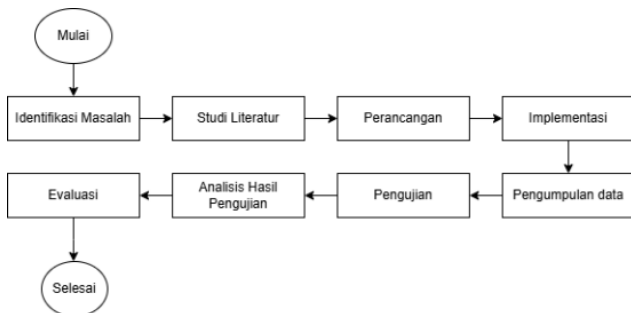 Mulai
Identifikasi Masalah
Studi Literatur
Perancangan
Implementasi
Pengumpulan data
Pengujian
Analisis Hasil
Pengujian
Evaluasi
Selesai